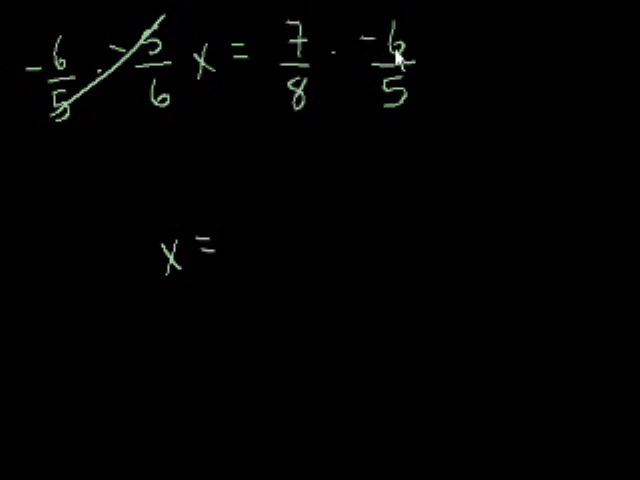 -6/5 · -5/6 x = 7/8 · -6/5
x =